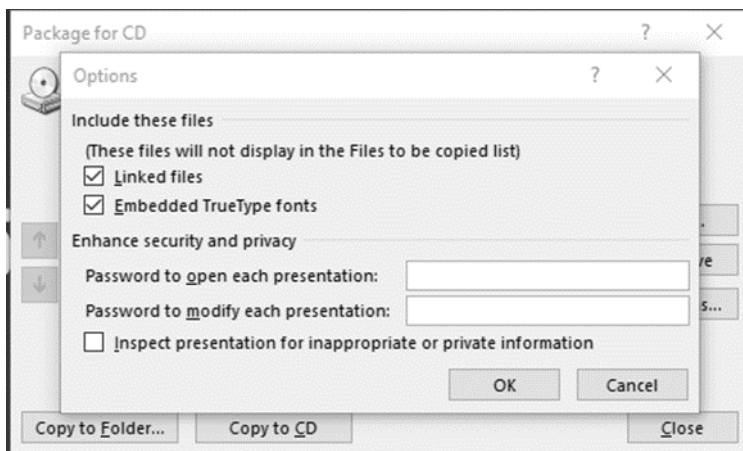 Package for CD
Options
Include these files
(These files will not display in the Files to be copied list)
Linked files
Embedded TrueType fonts
Enhance security and privacy
Password to open each presentation:
Password to modify each presentation:
Inspect presentation for inappropriate or private information
OK Cancel
Copy to Folder... Copy to CD Close